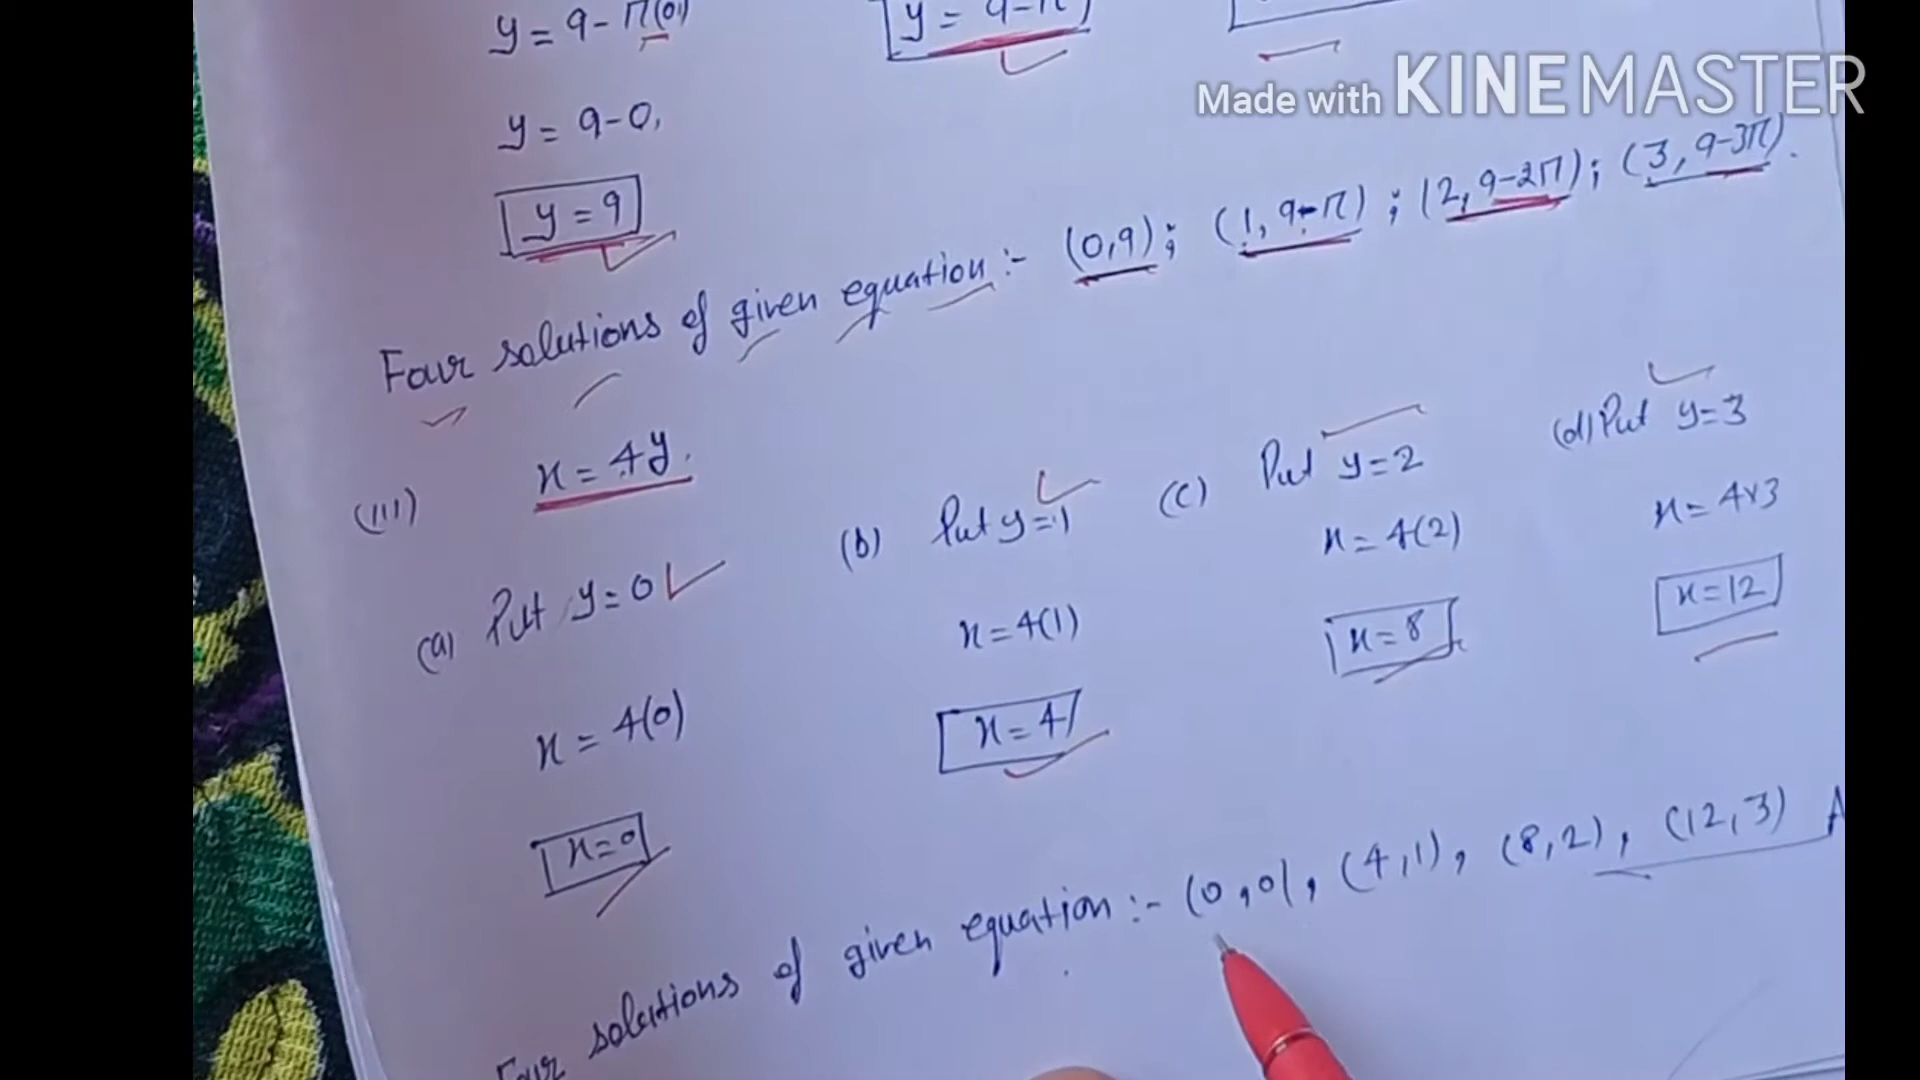 y = 9-π(0)
y = 9-π
Made with KINEMASTER
y = 9-0,
y = 9
Four solutions of given equation :- (0,9); (1, 9-π) ; (2, 9-2π); (3, 9-3π).
(iii) x = 4y.
(a) Put y=0 (b) Put y=1 (c) Put y=2 (d) Put y=3
x = 4(0) x = 4(1) x = 4(2) x = 4×3
x=0 x = 4 x = 8 x = 12
Four solutions of given equation :- (0,0), (4,1), (8,2), (12,3) A